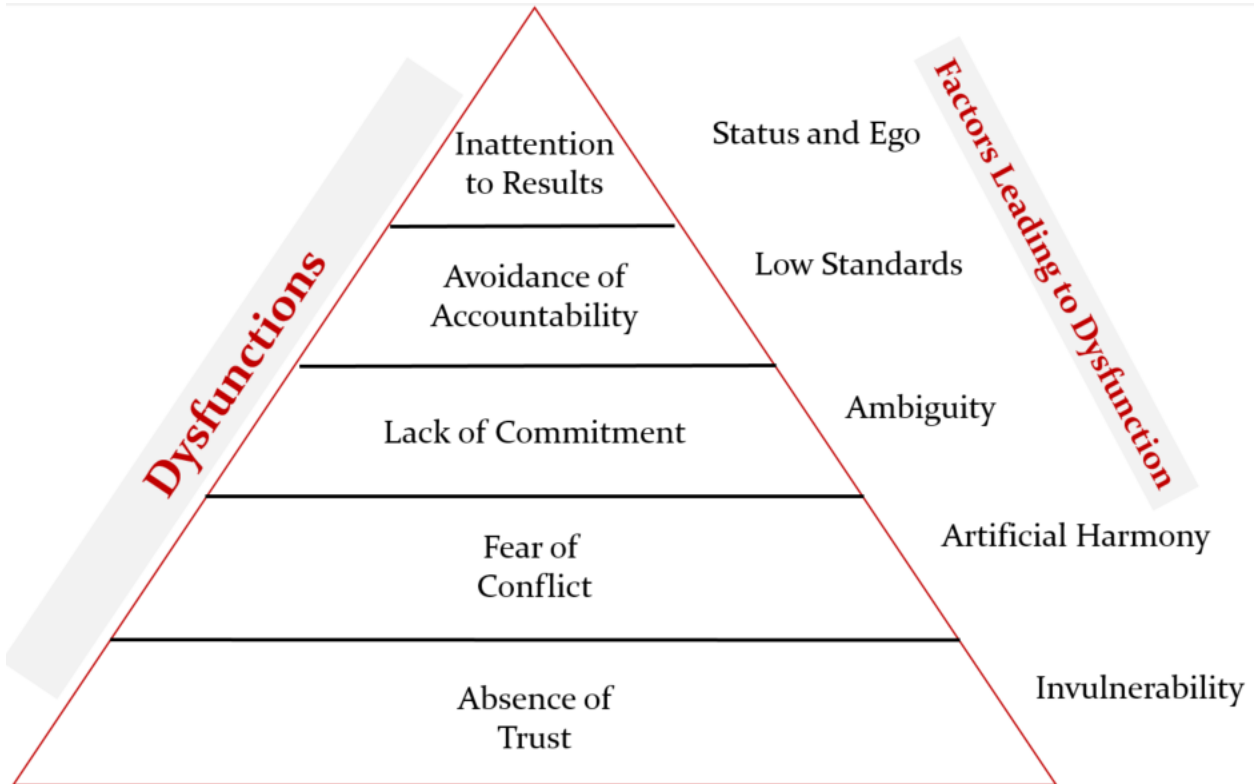 Dysfunctions
Factors Leading to Dysfunction
Inattention
to Results
Status and Ego
Avoidance of
Accountability
Low Standards
Lack of Commitment
Ambiguity
Fear of
Conflict
Artificial Harmony
Absence of
Trust
Invulnerability